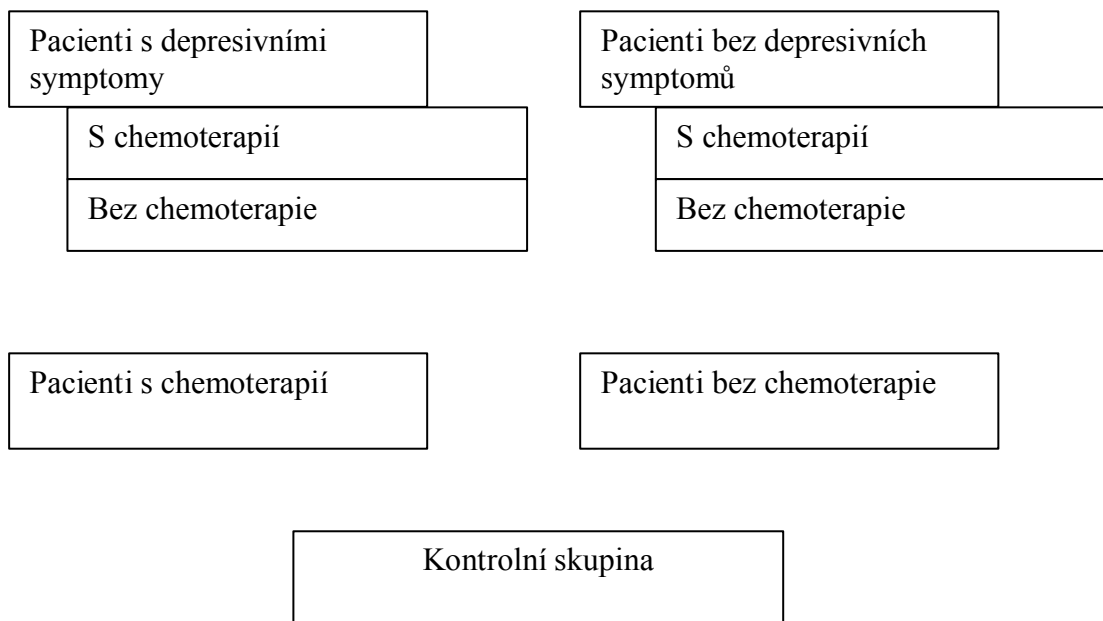 Pacienti s depresivními
symptomy
S chemoterapií
Bez chemoterapie
Pacienti bez depresivních
symptomů
S chemoterapií
Bez chemoterapie
Pacienti s chemoterapií
Pacienti bez chemoterapie
Kontrolní skupina